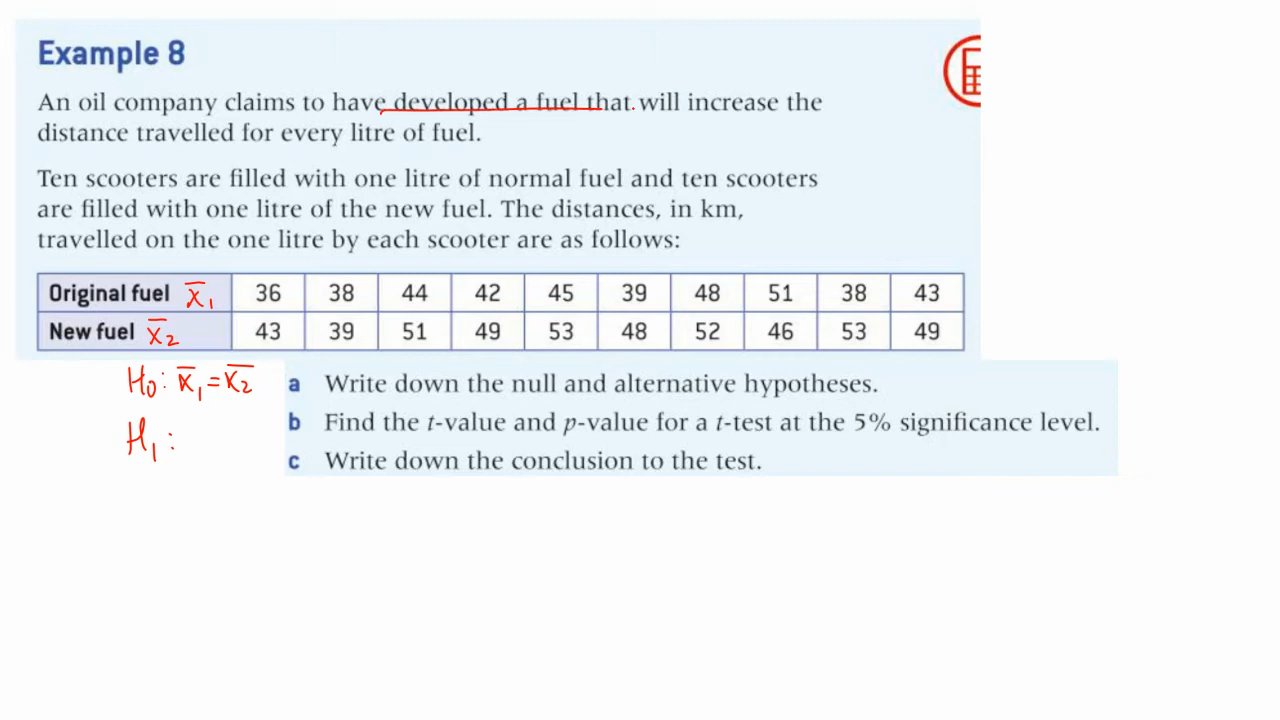 Example 8
An oil company claims to have developed a fuel that will increase the
distance travelled for every litre of fuel.
Ten scooters are filled with one litre of normal fuel and ten scooters
are filled with one litre of the new fuel. The distances, in km,
travelled on the one litre by each scooter are as follows:
Original fuel x̄₁ 36 38 44 42 45 39 48 51 38 43
New fuel x̄₂ 43 39 51 49 53 48 52 46 53 49
H₀: x̄₁ = x̄₂
H₁:
a Write down the null and alternative hypotheses.
b Find the t-value and p-value for a t-test at the 5% significance level.
c Write down the conclusion to the test.